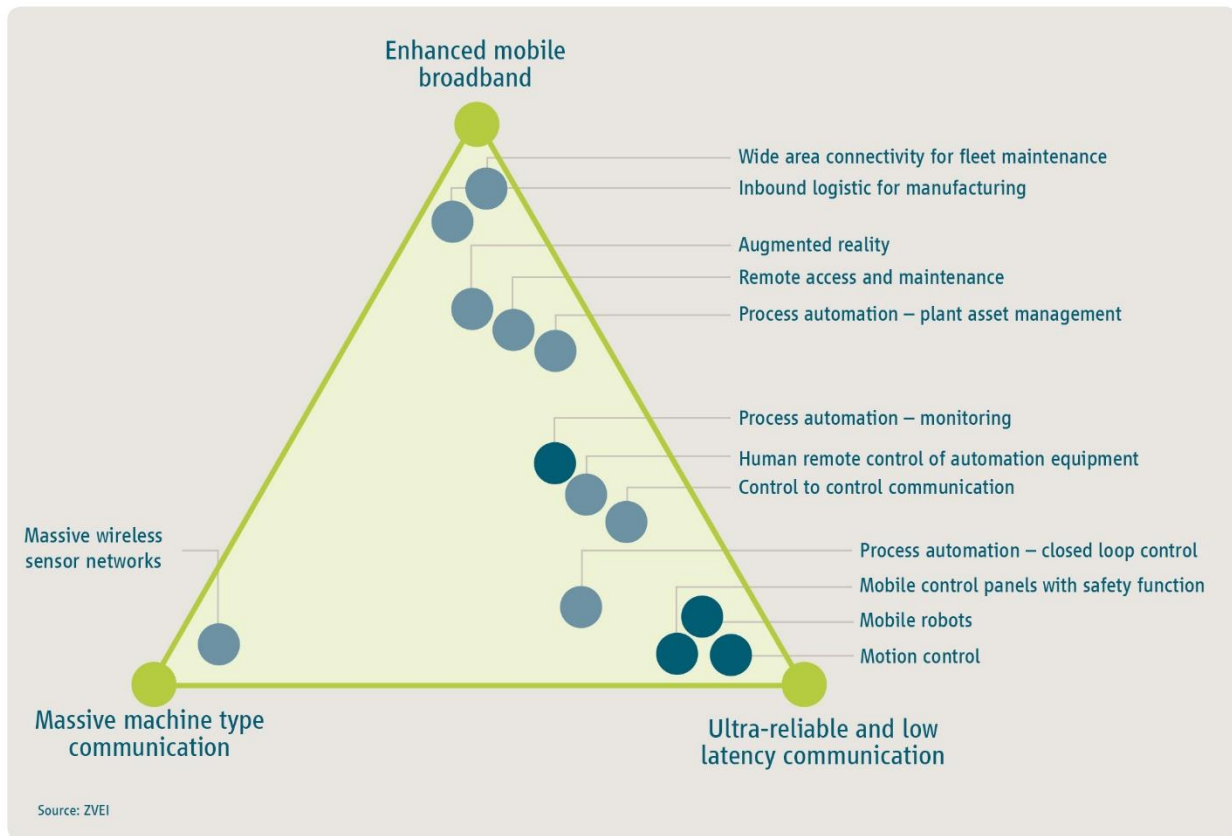 Enhanced mobile
broadband
Wide area connectivity for fleet maintenance
Inbound logistic for manufacturing
Augmented reality
Remote access and maintenance
Process automation – plant asset management
Process automation – monitoring
Human remote control of automation equipment
Control to control communication
Massive wireless
sensor networks
Process automation – closed loop control
Mobile control panels with safety function
Mobile robots
Motion control
Massive machine type
communication
Ultra-reliable and low
latency communication
Source: ZVEI